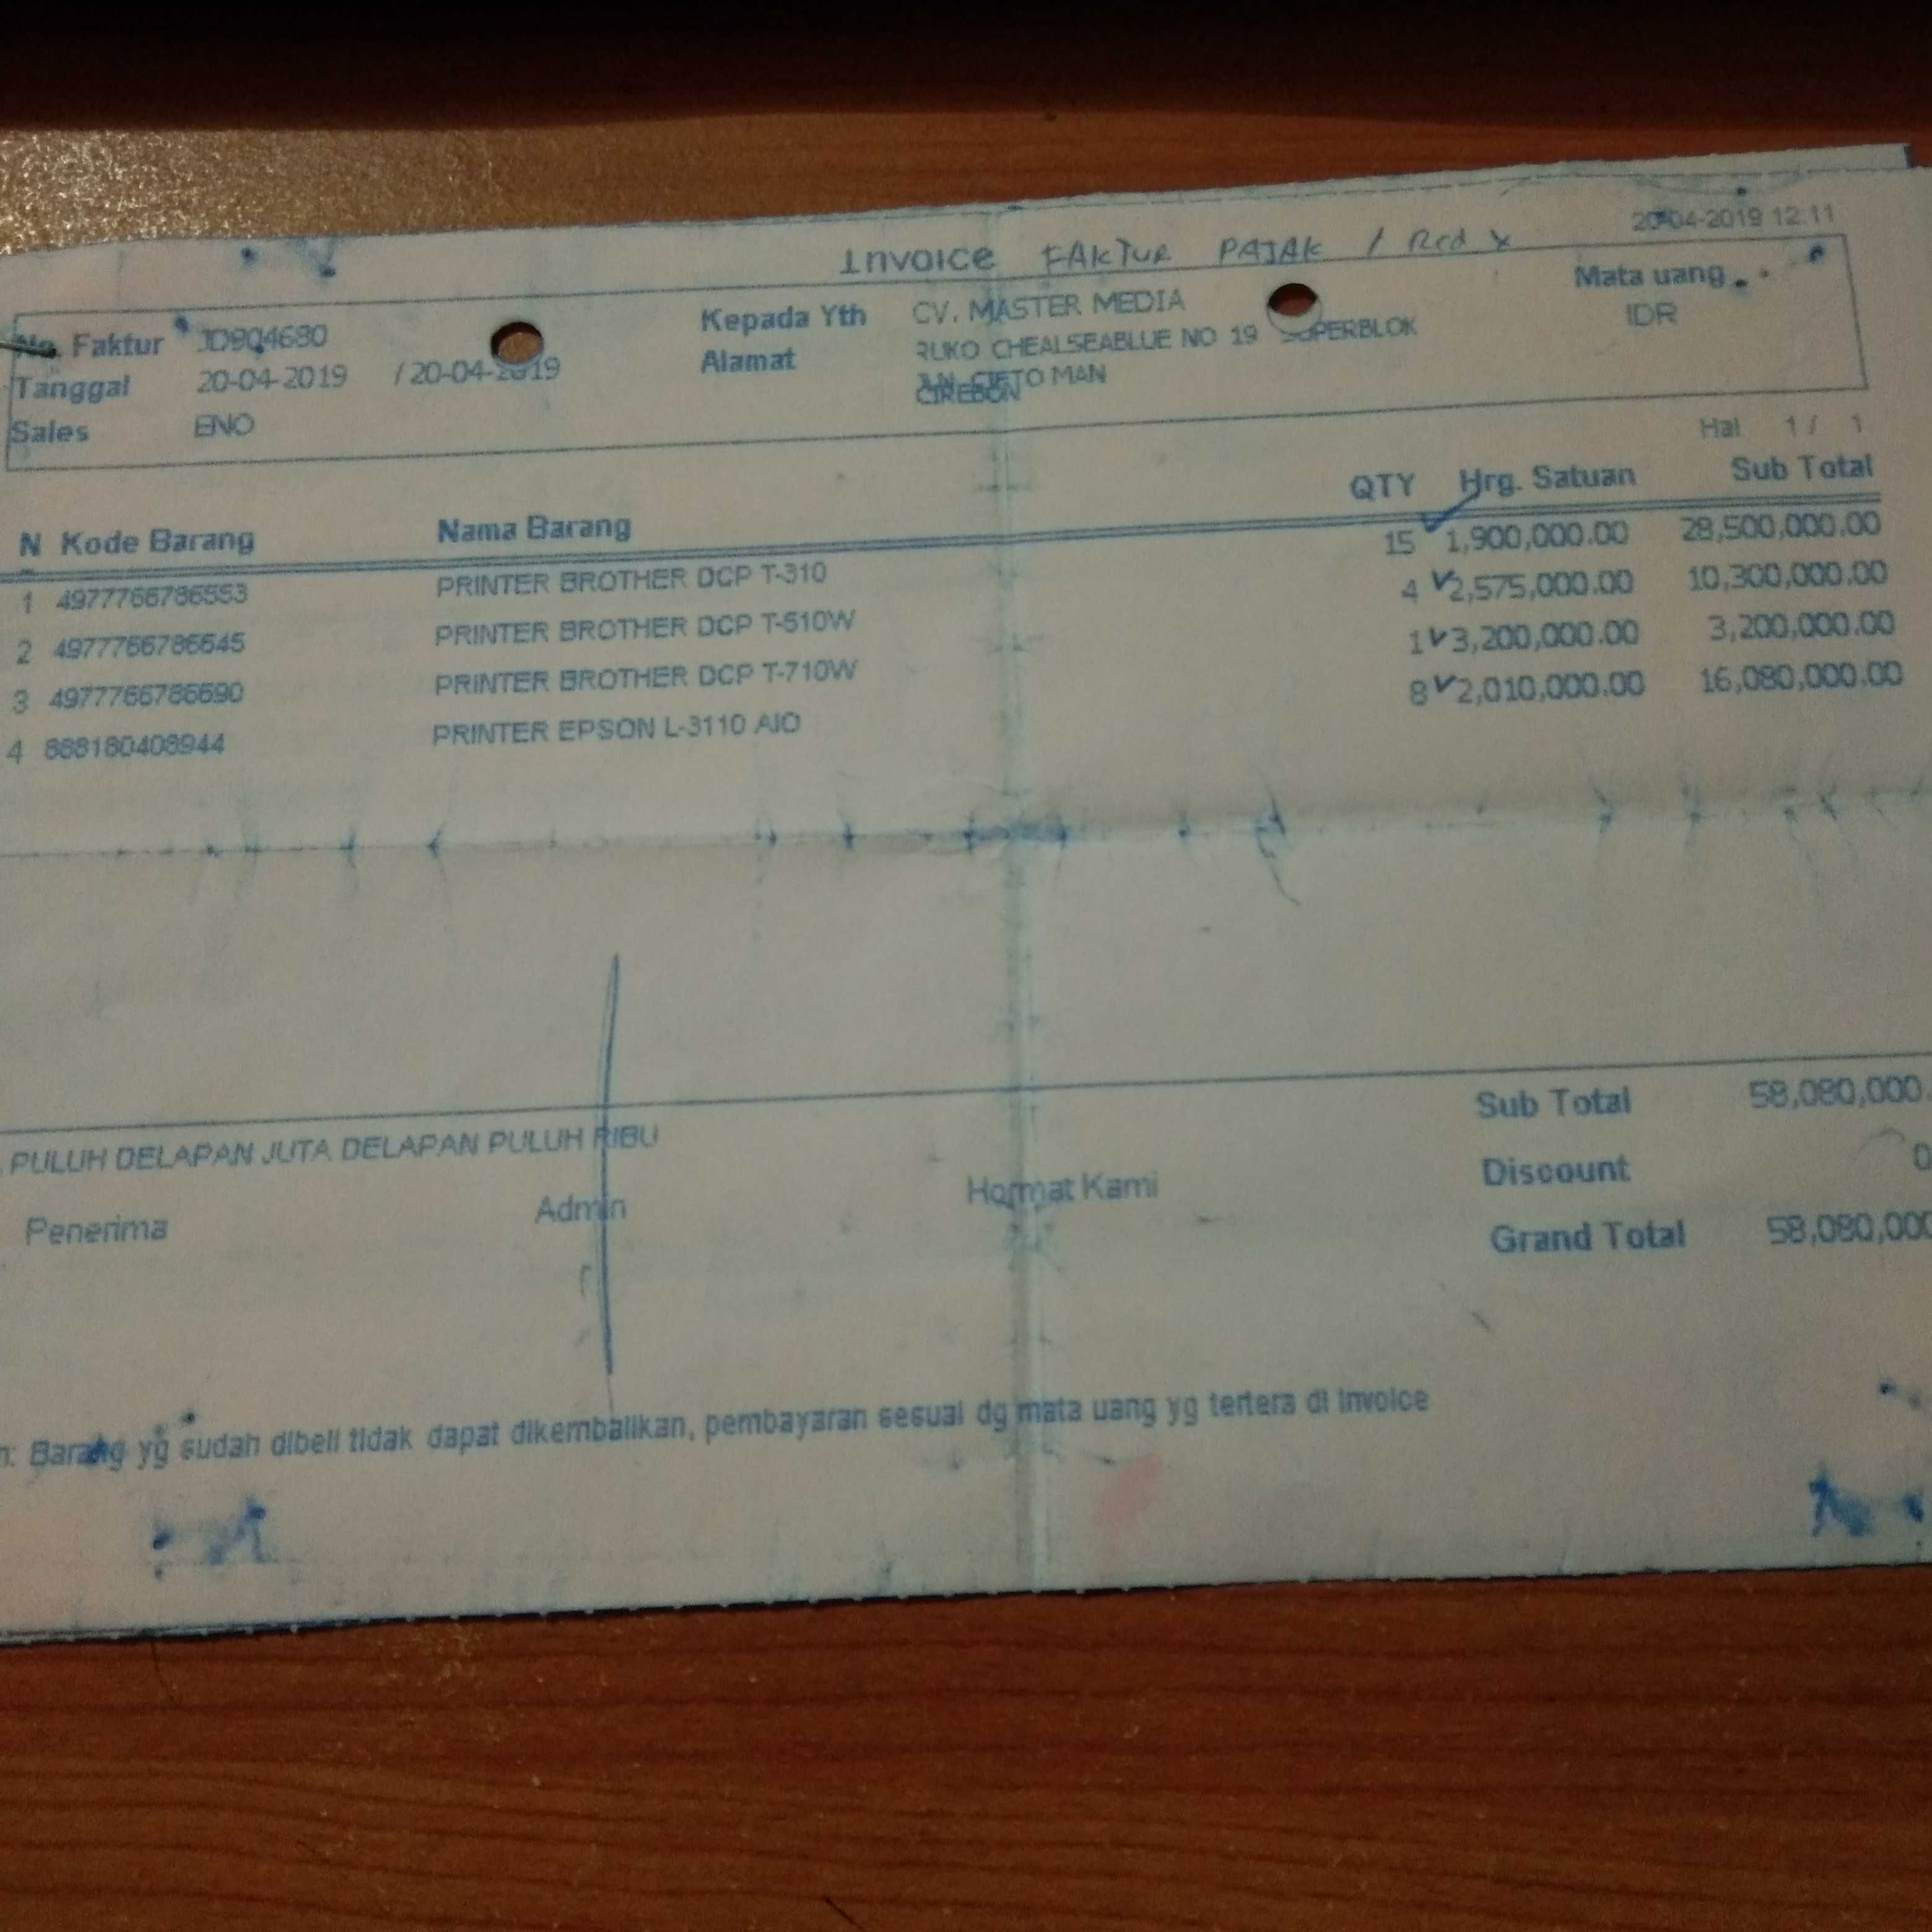 20-04-2019 12:11
Invoice FAKTUR PAJAK /
No. Faktur JD904680 Kepada Yth CV. MASTER MEDIA Mata uang
Tanggal 20-04-2019 / 20-04-2019 Alamat RUKO CHEALSEABLUE NO 19 SUPERBLOK IDR
JLN. CIPTO MAN
CIREBON
Sales ENO
Hal 1 / 1
N Kode Barang Nama Barang QTY Hrg. Satuan Sub Total
1 4977766786553 PRINTER BROTHER DCP T-310 15 1,900,000.00 28,500,000.00
2 4977766786645 PRINTER BROTHER DCP T-510W 4 2,575,000.00 10,300,000.00
3 4977766786690 PRINTER BROTHER DCP T-710W 1 3,200,000.00 3,200,000.00
4 888180408944 PRINTER EPSON L-3110 AIO 8 2,010,000.00 16,080,000.00
Sub Total 58,080,000.
PULUH DELAPAN JUTA DELAPAN PULUH RIBU
Discount 0
Penerima Admin Hormat Kami
Grand Total 58,080,000
n: Barang yg sudah dibeli tidak dapat dikembalikan, pembayaran sesuai dg mata uang yg tertera di invoice